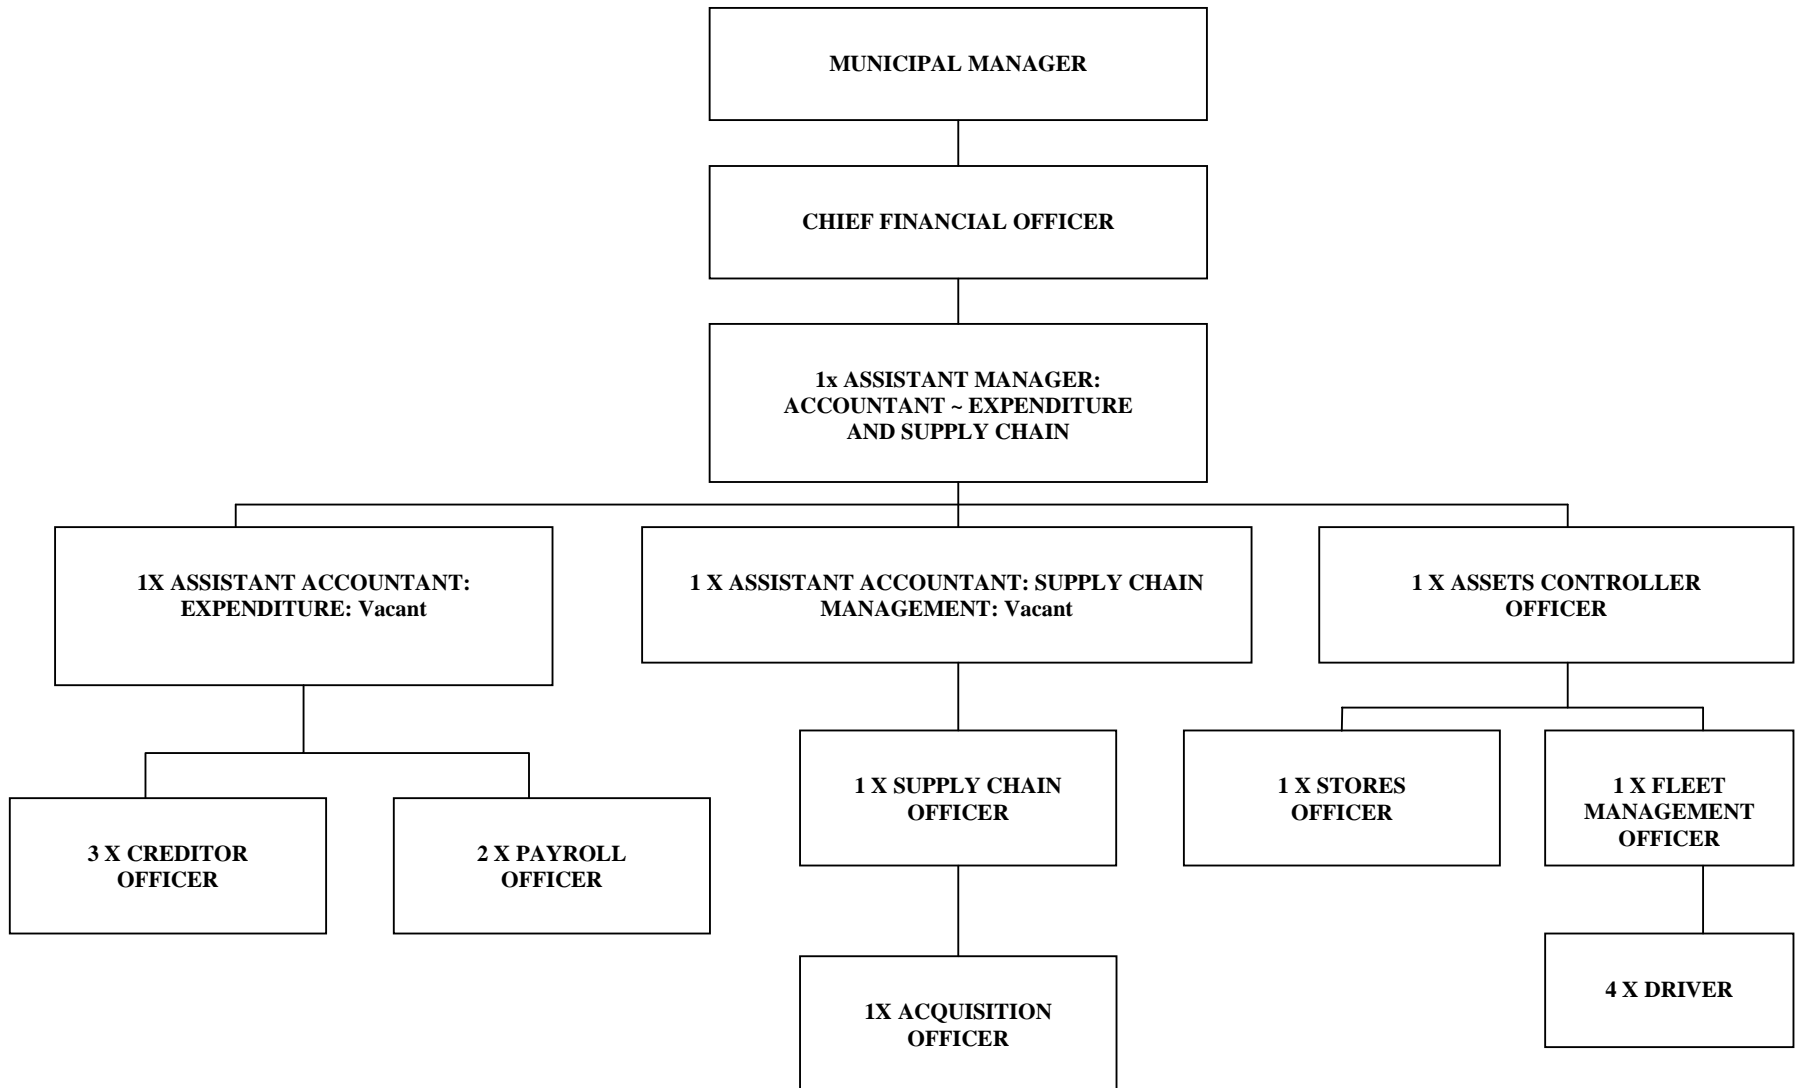 MUNICIPAL MANAGER
CHIEF FINANCIAL OFFICER
1x ASSISTANT MANAGER:
ACCOUNTANT ~ EXPENDITURE
AND SUPPLY CHAIN
1X ASSISTANT ACCOUNTANT:
EXPENDITURE: Vacant
1 X ASSISTANT ACCOUNTANT: SUPPLY CHAIN
MANAGEMENT: Vacant
1 X ASSETS CONTROLLER
OFFICER
3 X CREDITOR
OFFICER
2 X PAYROLL
OFFICER
1 X SUPPLY CHAIN
OFFICER
1 X STORES
OFFICER
1 X FLEET
MANAGEMENT
OFFICER
1X ACQUISITION
OFFICER
4 X DRIVER